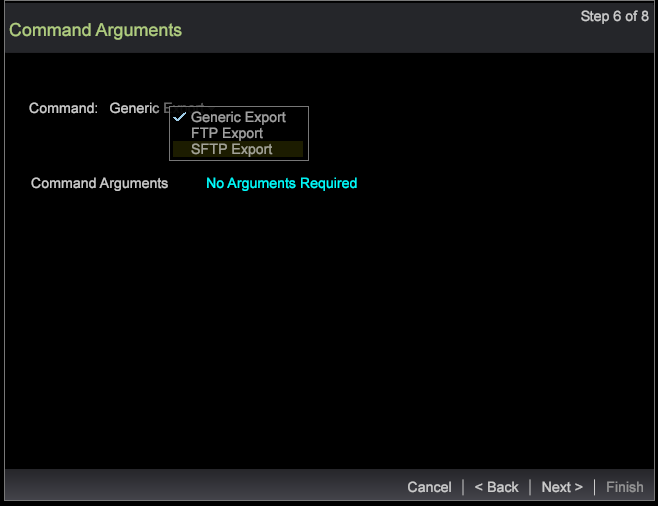 Step 6 of 8
Command Arguments
Command: Generic Export
Generic Export
FTP Export
SFTP Export
Command Arguments No Arguments Required
Cancel | < Back | Next > | Finish